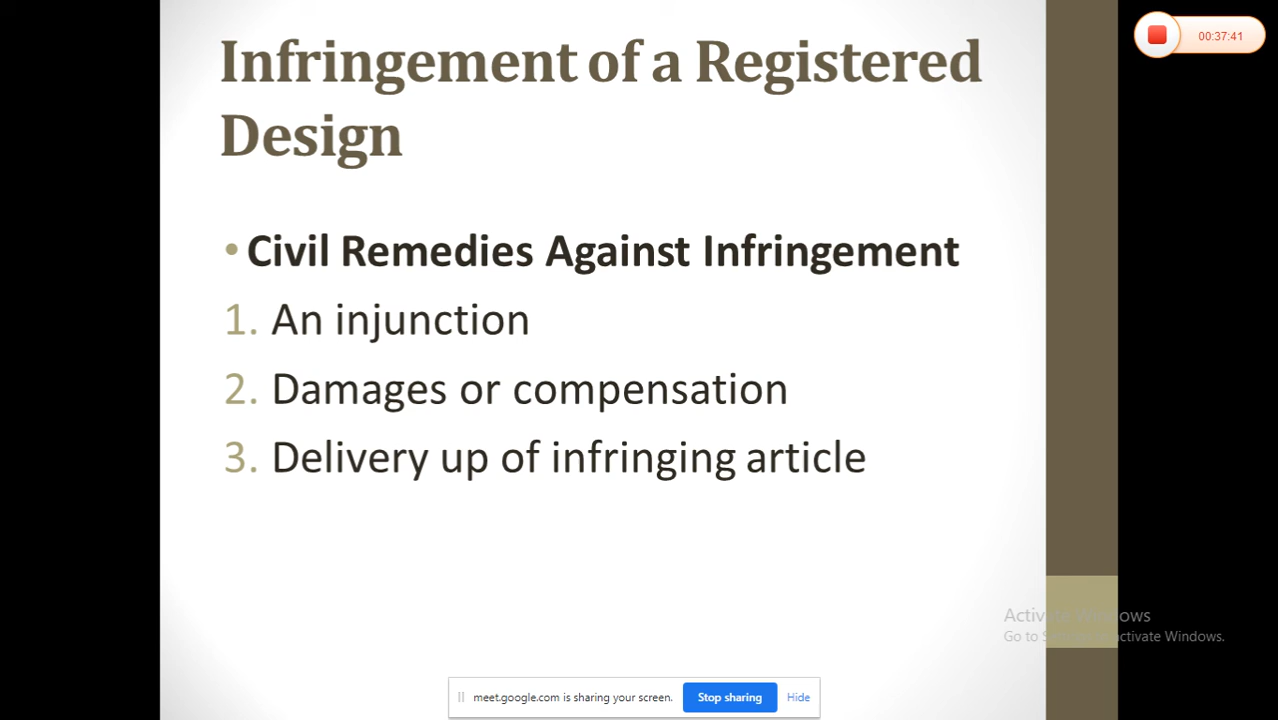 Infringement of a Registered
Design
00:37:41
• Civil Remedies Against Infringement
1. An injunction
2. Damages or compensation
3. Delivery up of infringing article
Activate Windows
Go to Settings to activate Windows.
meet.google.com is sharing your screen. Stop sharing Hide